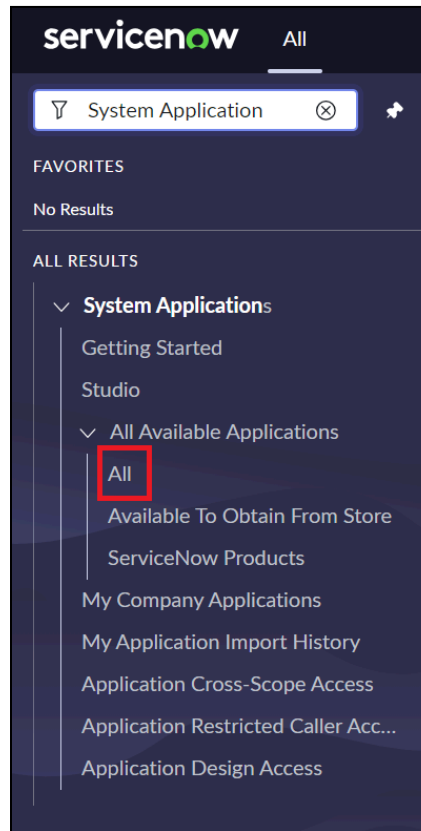 servicenow All
System Application
FAVORITES
No Results
ALL RESULTS
System Applications
Getting Started
Studio
All Available Applications
All
Available To Obtain From Store
ServiceNow Products
My Company Applications
My Application Import History
Application Cross-Scope Access
Application Restricted Caller Acc...
Application Design Access